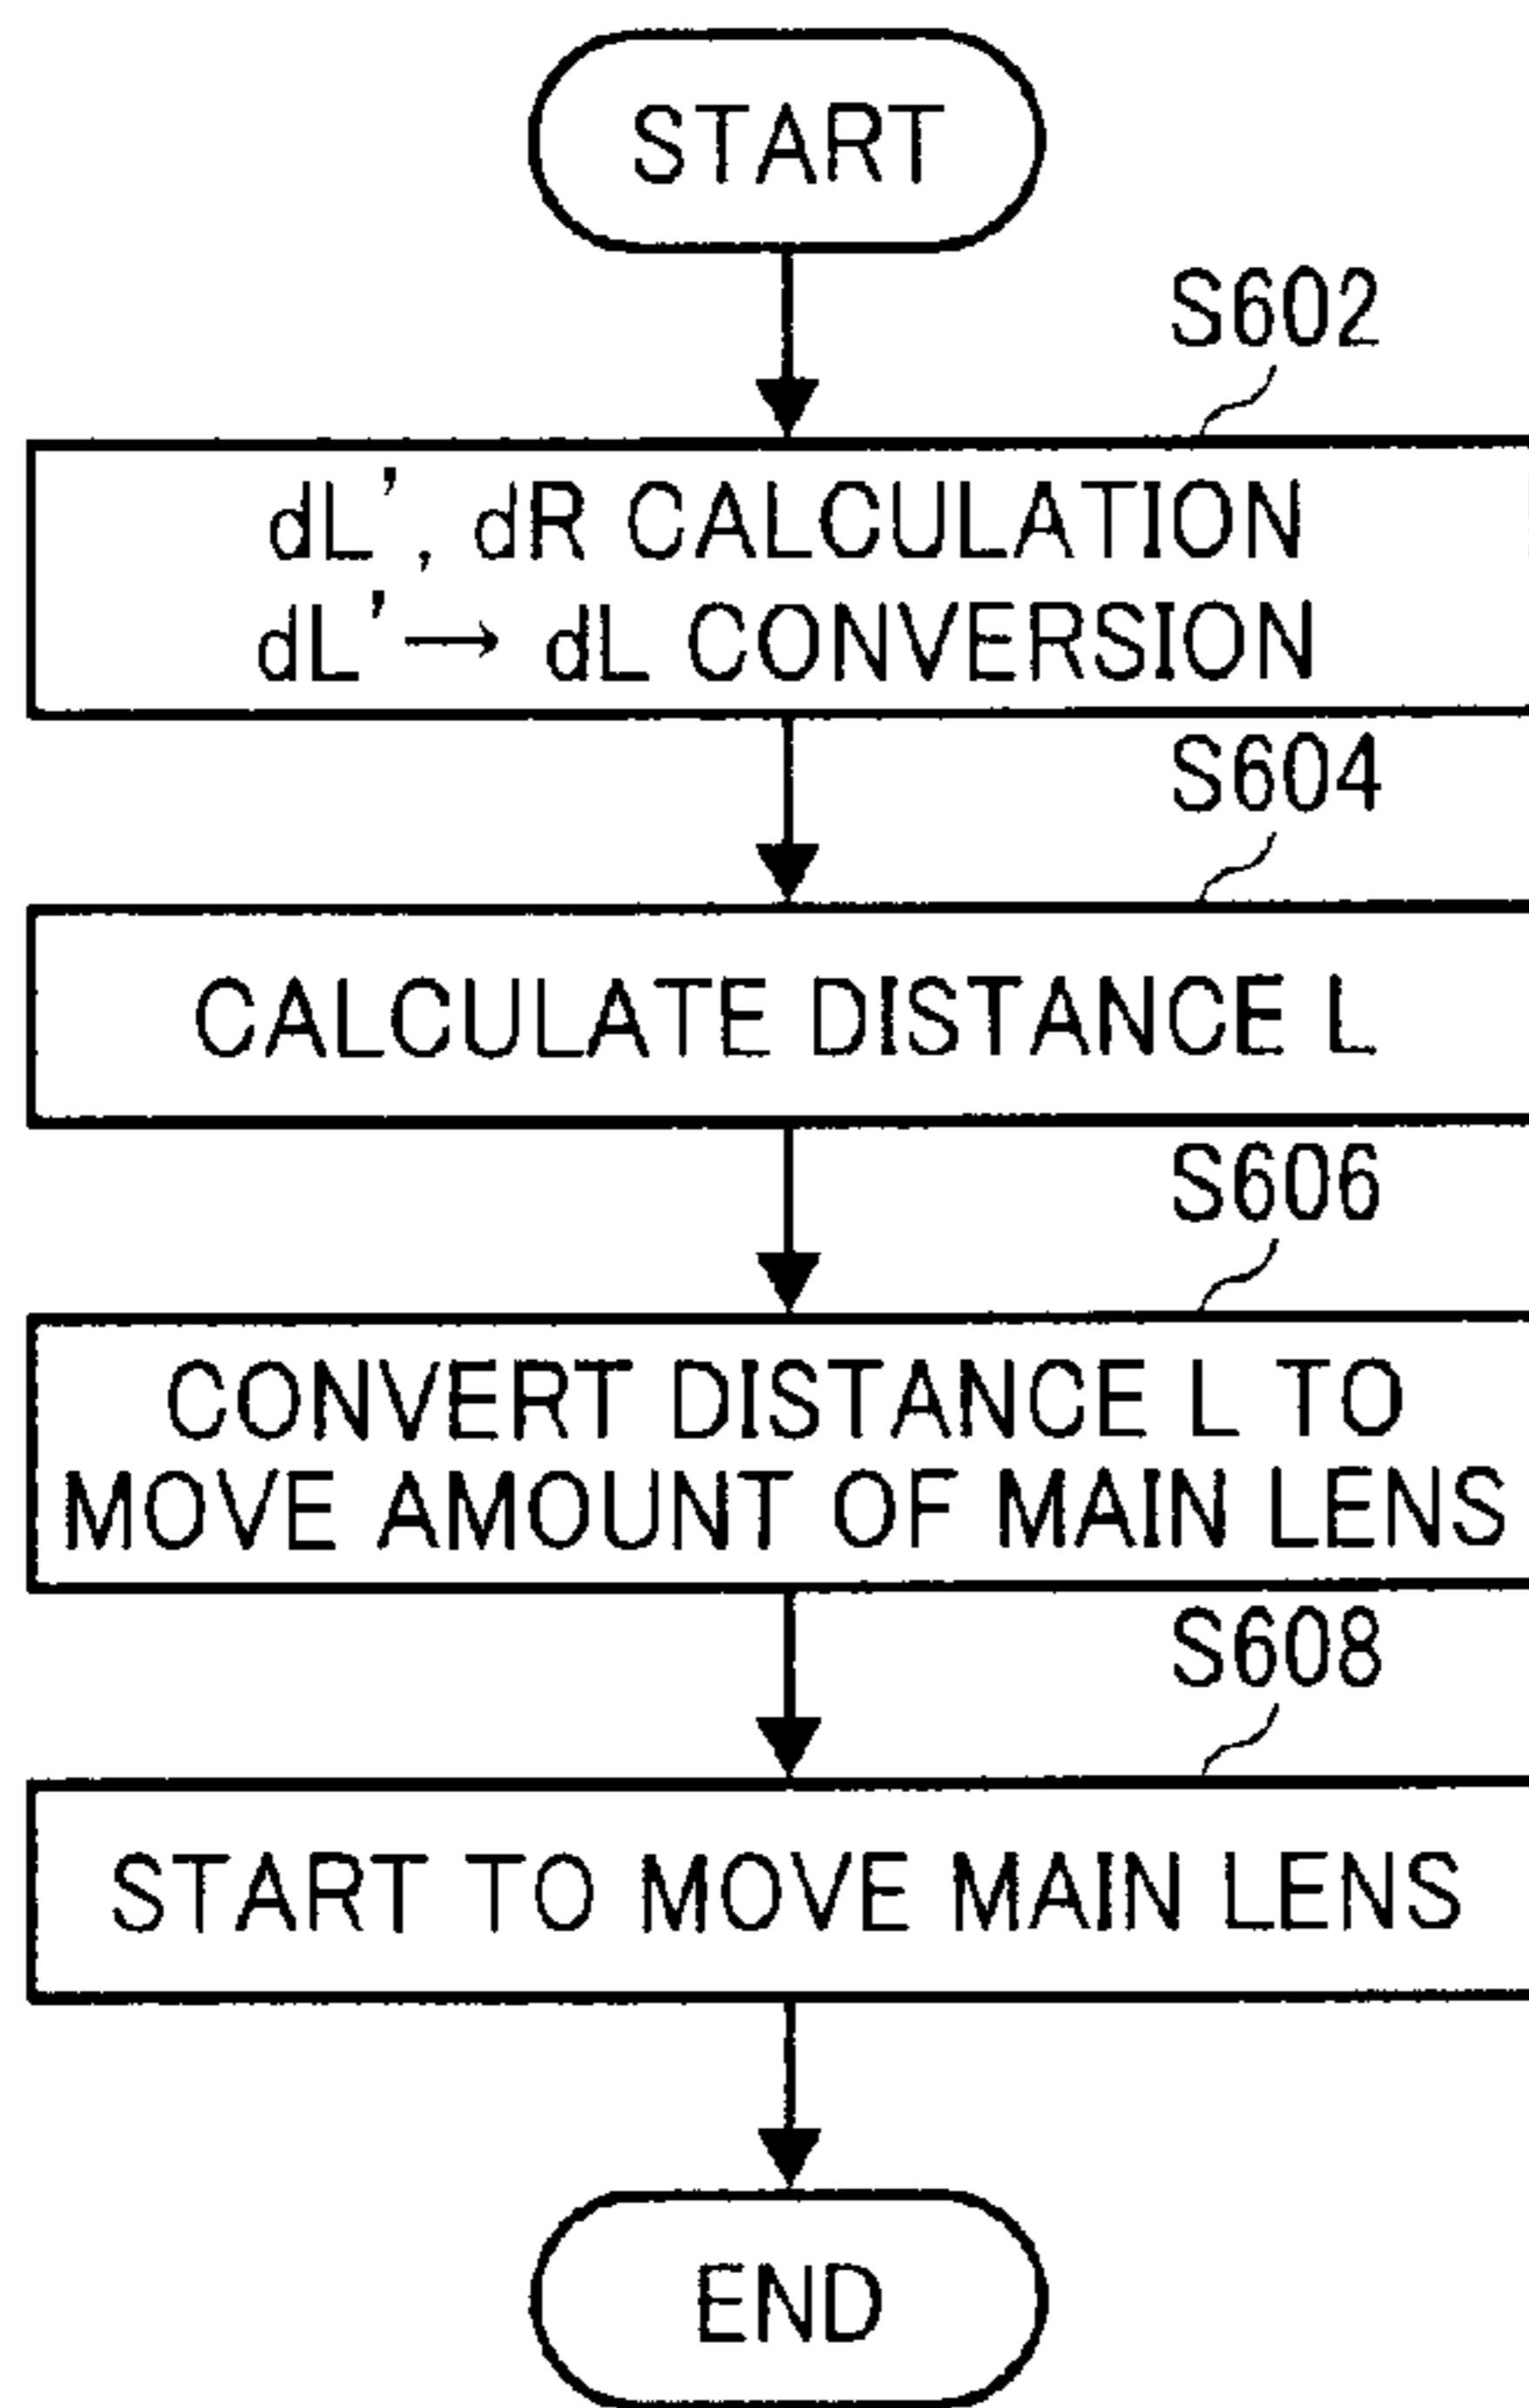 START
S602
dL', dR CALCULATION
dL'→ dL CONVERSION
S604
CALCULATE DISTANCE L
S606
CONVERT DISTANCE L TO
MOVE AMOUNT OF MAIN LENS
S608
START TO MOVE MAIN LENS
END